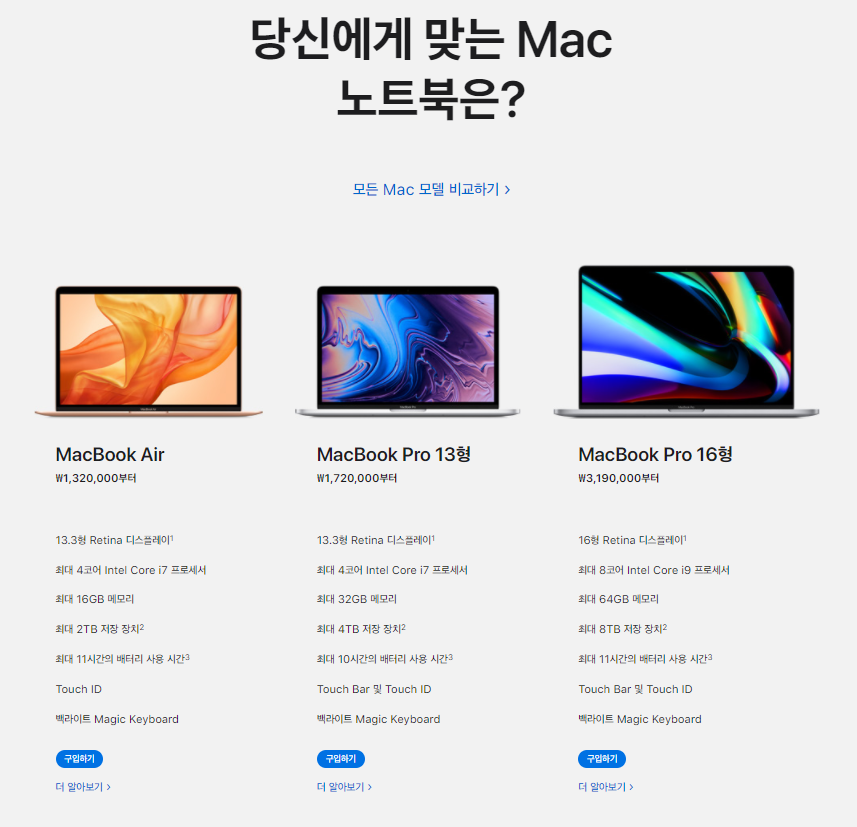 당신에게 맞는 Mac
노트북은?
모든 Mac 모델 비교하기 >
MacBook Air
₩1,320,000부터
13.3형 Retina 디스플레이1
최대 4코어 Intel Core i7 프로세서
최대 16GB 메모리
최대 2TB 저장 장치2
최대 11시간의 배터리 사용 시간3
Touch ID
백라이트 Magic Keyboard
구입하기
더 알아보기 >
MacBook Pro 13형
₩1,720,000부터
13.3형 Retina 디스플레이1
최대 4코어 Intel Core i7 프로세서
최대 32GB 메모리
최대 4TB 저장 장치2
최대 10시간의 배터리 사용 시간3
Touch Bar 및 Touch ID
백라이트 Magic Keyboard
구입하기
더 알아보기 >
MacBook Pro 16형
₩3,190,000부터
16형 Retina 디스플레이1
최대 8코어 Intel Core i9 프로세서
최대 64GB 메모리
최대 8TB 저장 장치2
최대 11시간의 배터리 사용 시간3
Touch Bar 및 Touch ID
백라이트 Magic Keyboard
구입하기
더 알아보기 >